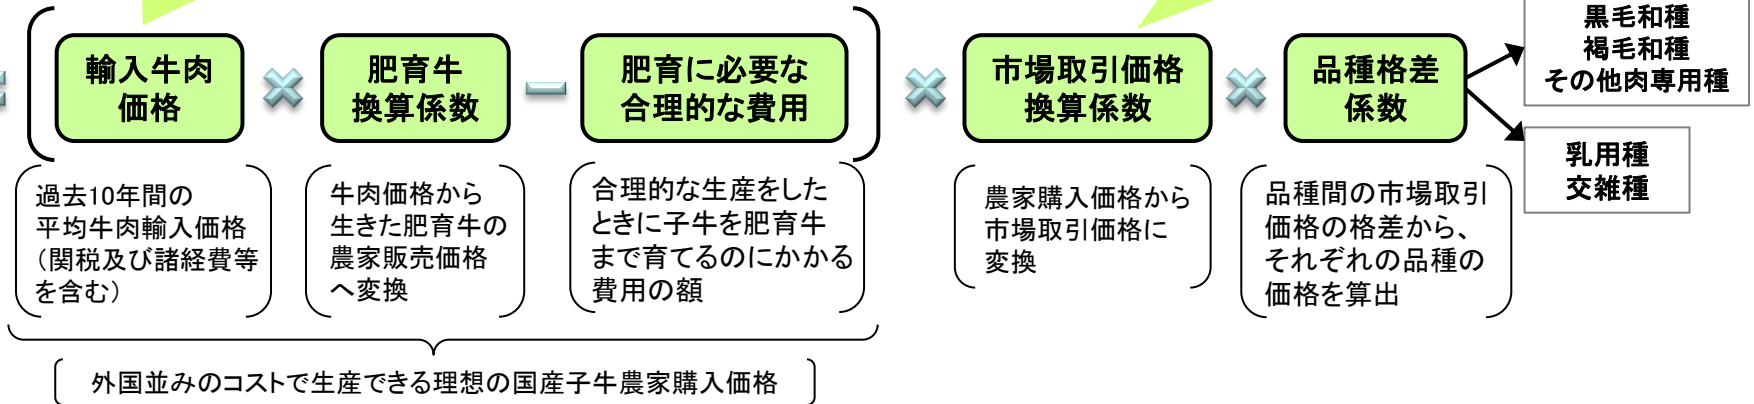 輸入牛肉
価格
×
肥育牛
換算係数
－
肥育に必要な
合理的な費用
×
市場取引価格
換算係数
×
品種格差
係数
黒毛和種
褐毛和種
その他肉専用種
乳用種
交雑種
過去10年間の
平均牛肉輸入価格
（関税及び諸経費等
を含む）
牛肉価格から
生きた肥育牛の
農家販売価格
へ変換
合理的な生産をした
ときに子牛を肥育牛
まで育てるのにかかる
費用の額
農家購入価格から
市場取引価格に
変換
品種間の市場取引
価格の格差から、
それぞれの品種の
価格を算出
外国並みのコストで生産できる理想の国産子牛農家購入価格